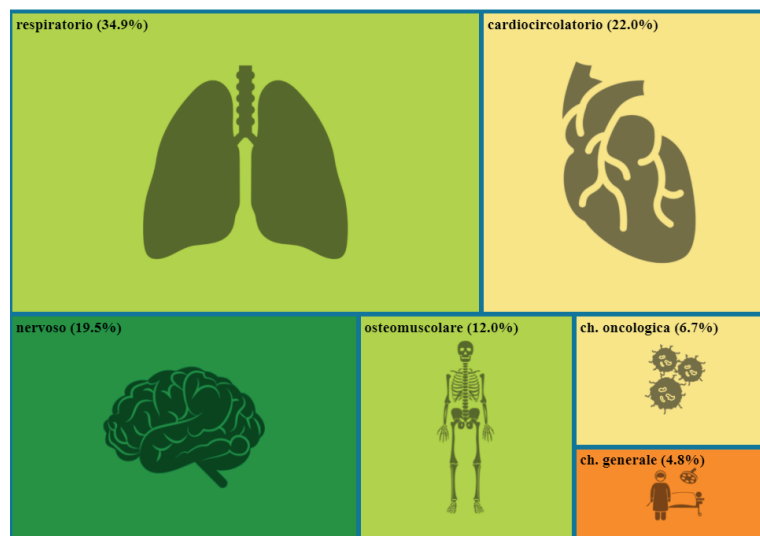 respiratorio (34.9%)
cardiocircolatorio (22.0%)
nervoso (19.5%)
osteomuscolare (12.0%)
ch. oncologica (6.7%)
ch. generale (4.8%)